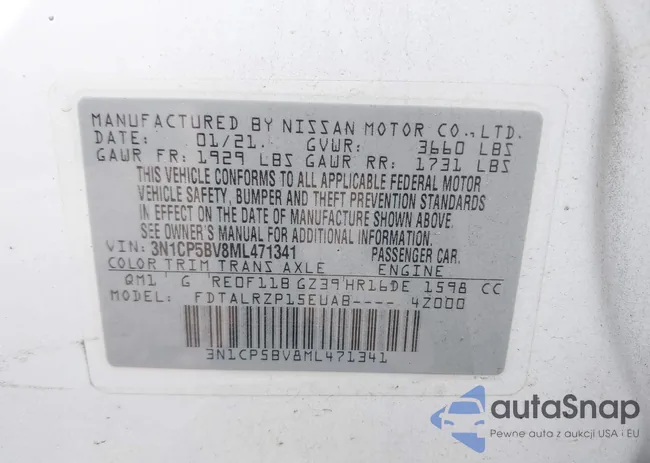 MANUFACTURED BY NISSAN MOTOR CO., LTD.
DATE: 01/21. GVWR: 3660 LBS
GAWR FR: 1929 LBS GAWR RR: 1731 LBS
THIS VEHICLE CONFORMS TO ALL APPLICABLE FEDERAL MOTOR
VEHICLE SAFETY, BUMPER AND THEFT PREVENTION STANDARDS
IN EFFECT ON THE DATE OF MANUFACTURE SHOWN ABOVE.
SEE OWNER'S MANUAL FOR ADDITIONAL INFORMATION.
VIN: 3N1CP5BV8ML471341 PASSENGER CAR.
COLOR TRIM TRANS AXLE ENGINE
QM1 G RE0F11B GZ39 HR16DE 1598 CC
FDTALRZP15EUAB---- 4Z000
3N1CP5BV8ML471341
autaSnap
Pewne auta z aukcji USA i EU